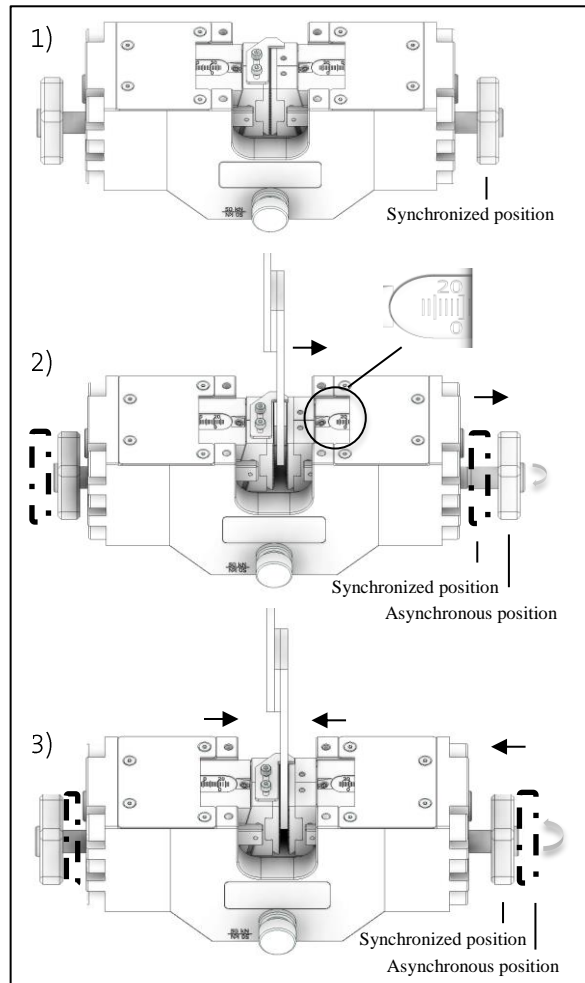 1)
Synchronized position
20
0
2)
Synchronized position
Asynchronous position
3)
Synchronized position
Asynchronous position